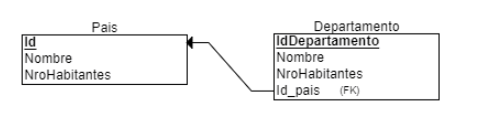 Pais
Id
Nombre
NroHabitantes
Departamento
IdDepartamento
Nombre
NroHabitantes
Id_pais (FK)